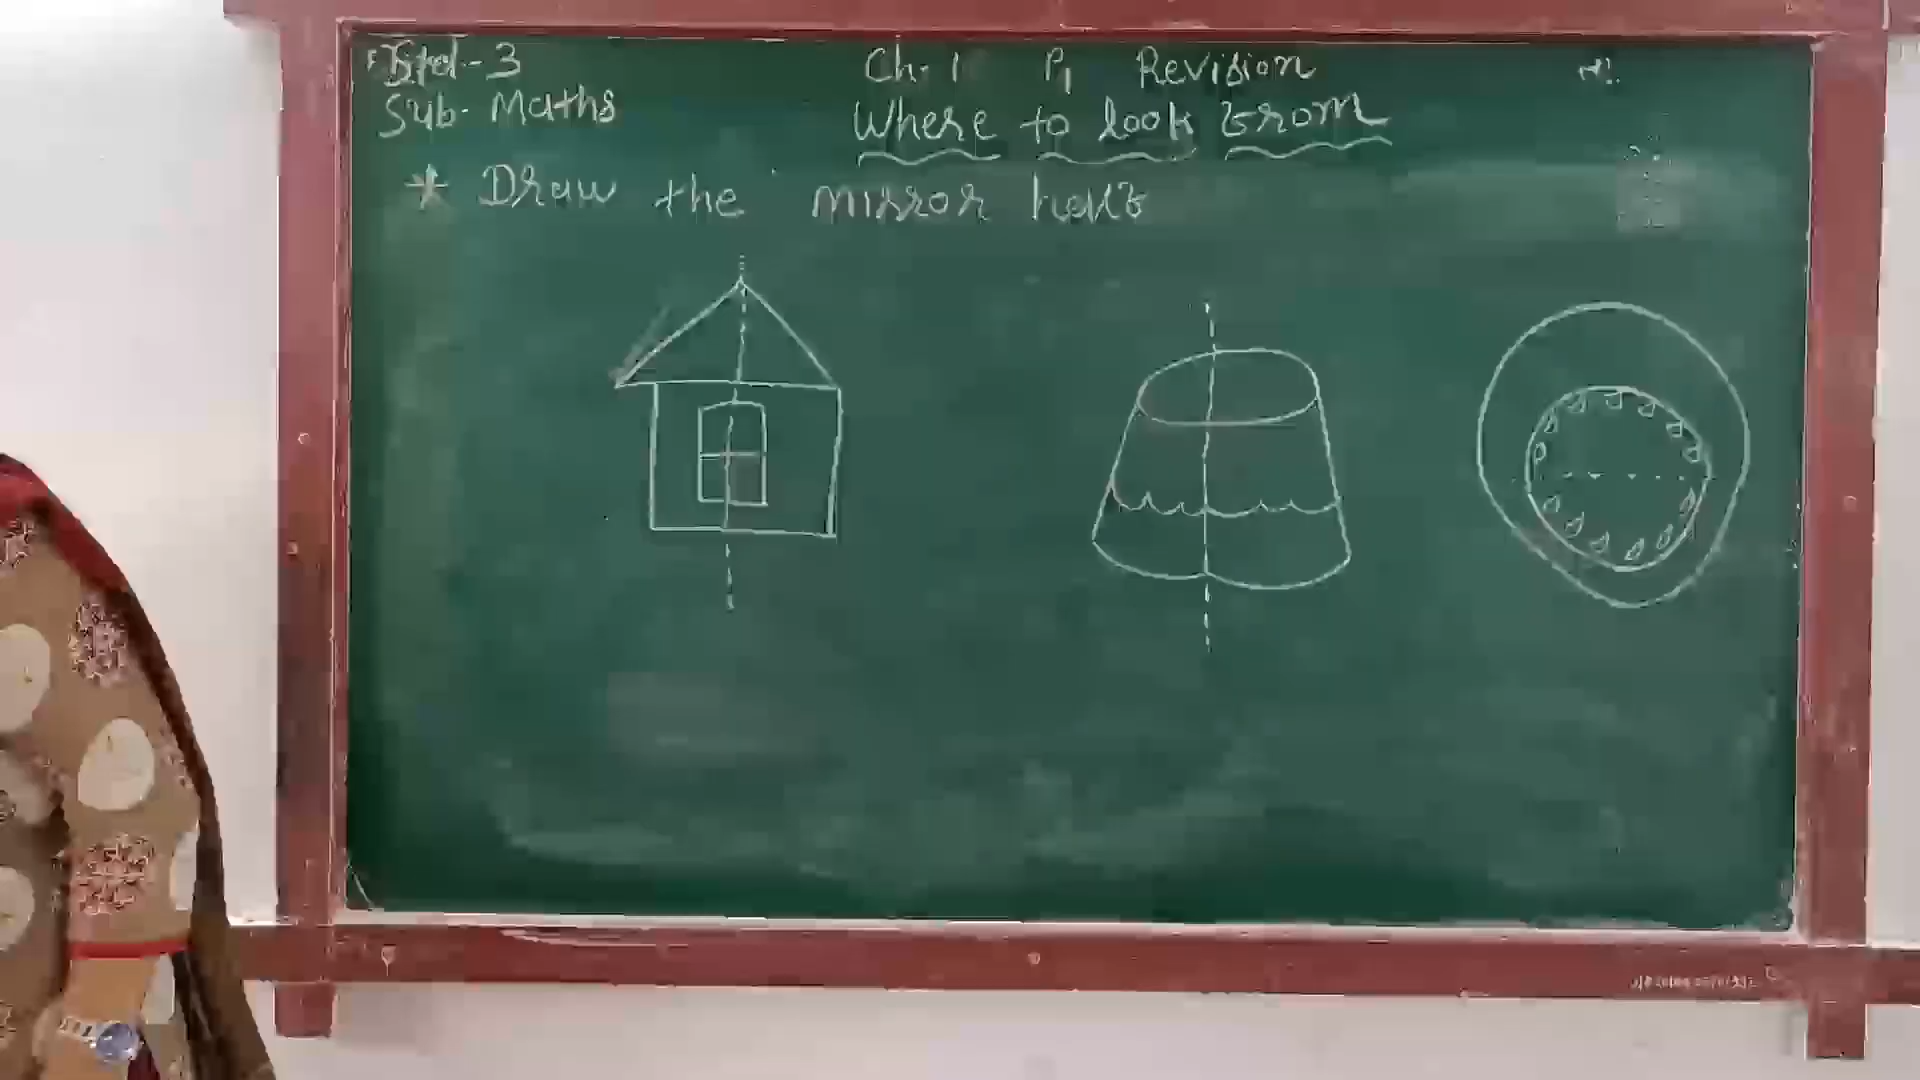 Std-3 Ch-1 P1 Revision
Sub- Maths Where to look from
* Draw the mirror half